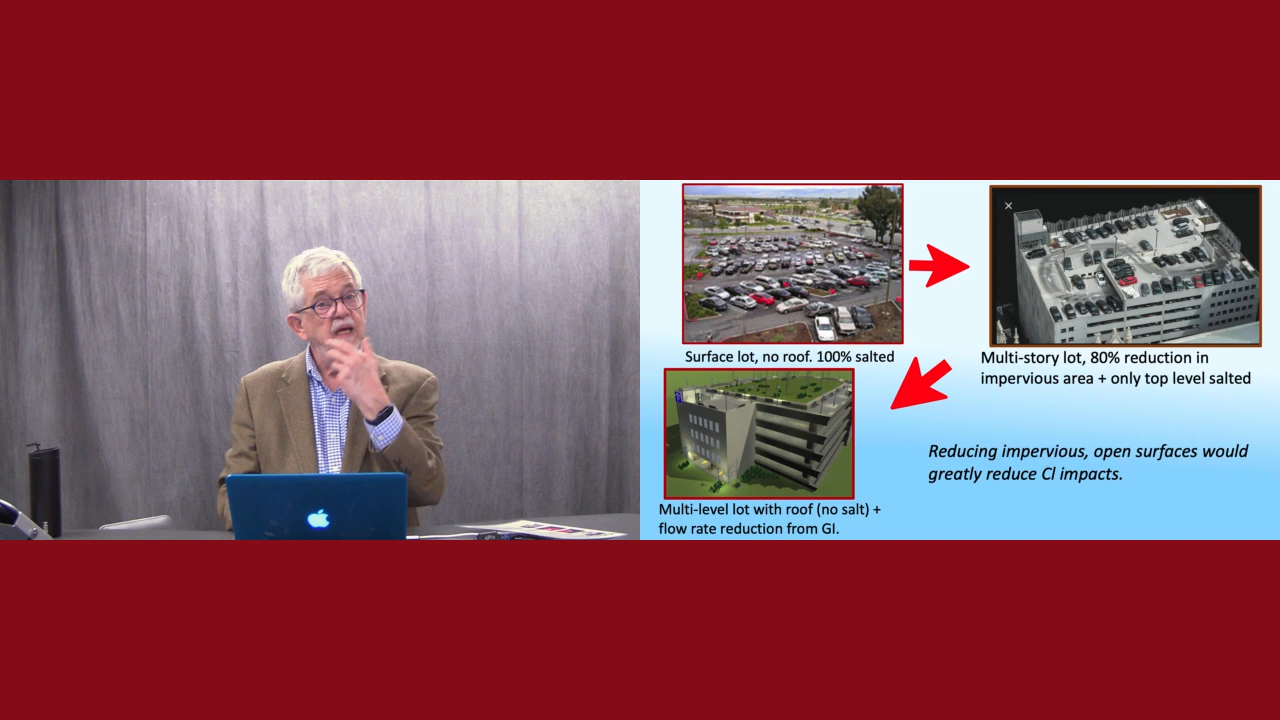 Surface lot, no roof. 100% salted
Multi-story lot, 80% reduction in
impervious area + only top level salted
Reducing impervious, open surfaces would
greatly reduce Cl impacts.
Multi-level lot with roof (no salt) +
flow rate reduction from GI.